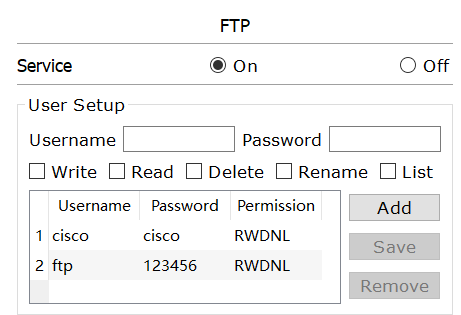 FTP
Service On Off
User Setup
Username Password
Write Read Delete Rename List
Username Password Permission Add
1 cisco cisco RWDNL Save
2 ftp 123456 RWDNL Remove